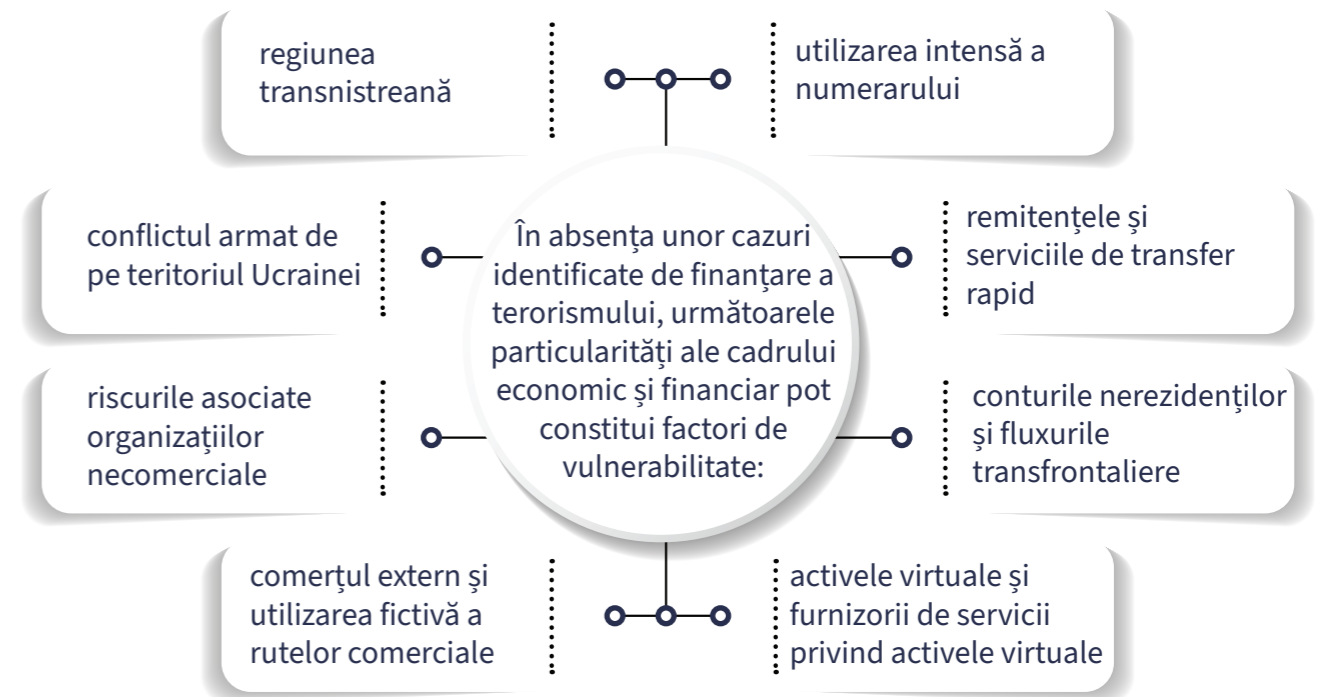 regiunea
transnistreană
utilizarea intensă a
numerarului
conflictul armat de
pe teritoriul Ucrainei
În absența unor cazuri
identificate de finanțare a
terorismului, următoarele
particularități ale cadrului
economic și financiar pot
constitui factori de
vulnerabilitate:
remitențele și
serviciile de transfer
rapid
riscurile asociate
organizațiilor
necomerciale
conturile nerezidenților
și fluxurile
transfrontaliere
comerțul extern și
utilizarea fictivă a
rutelor comerciale
activele virtuale și
furnizorii de servicii
privind activele virtuale